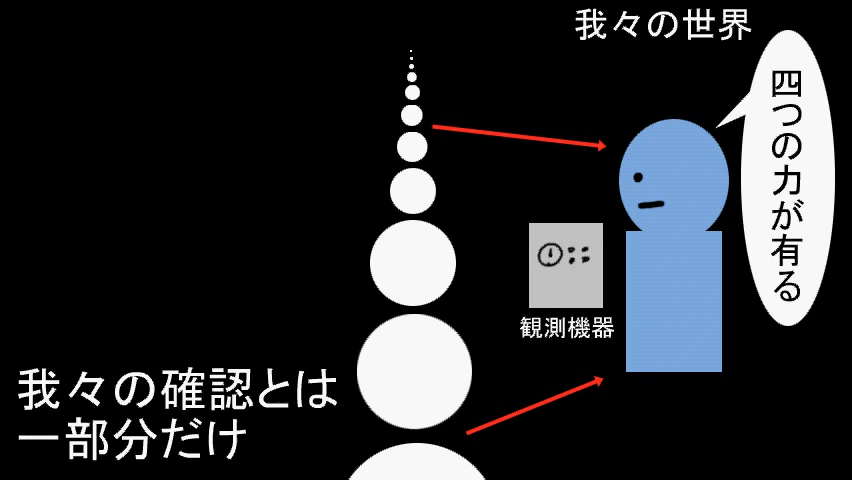 我々の世界
四つの力が有る
観測機器
我々の確認とは
一部分だけ